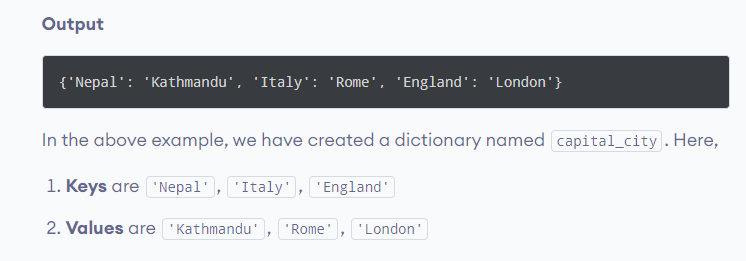 Output
{'Nepal': 'Kathmandu', 'Italy': 'Rome', 'England': 'London'}
In the above example, we have created a dictionary named capital_city. Here,
1. Keys are 'Nepal', 'Italy', 'England'
2. Values are 'Kathmandu', 'Rome', 'London'